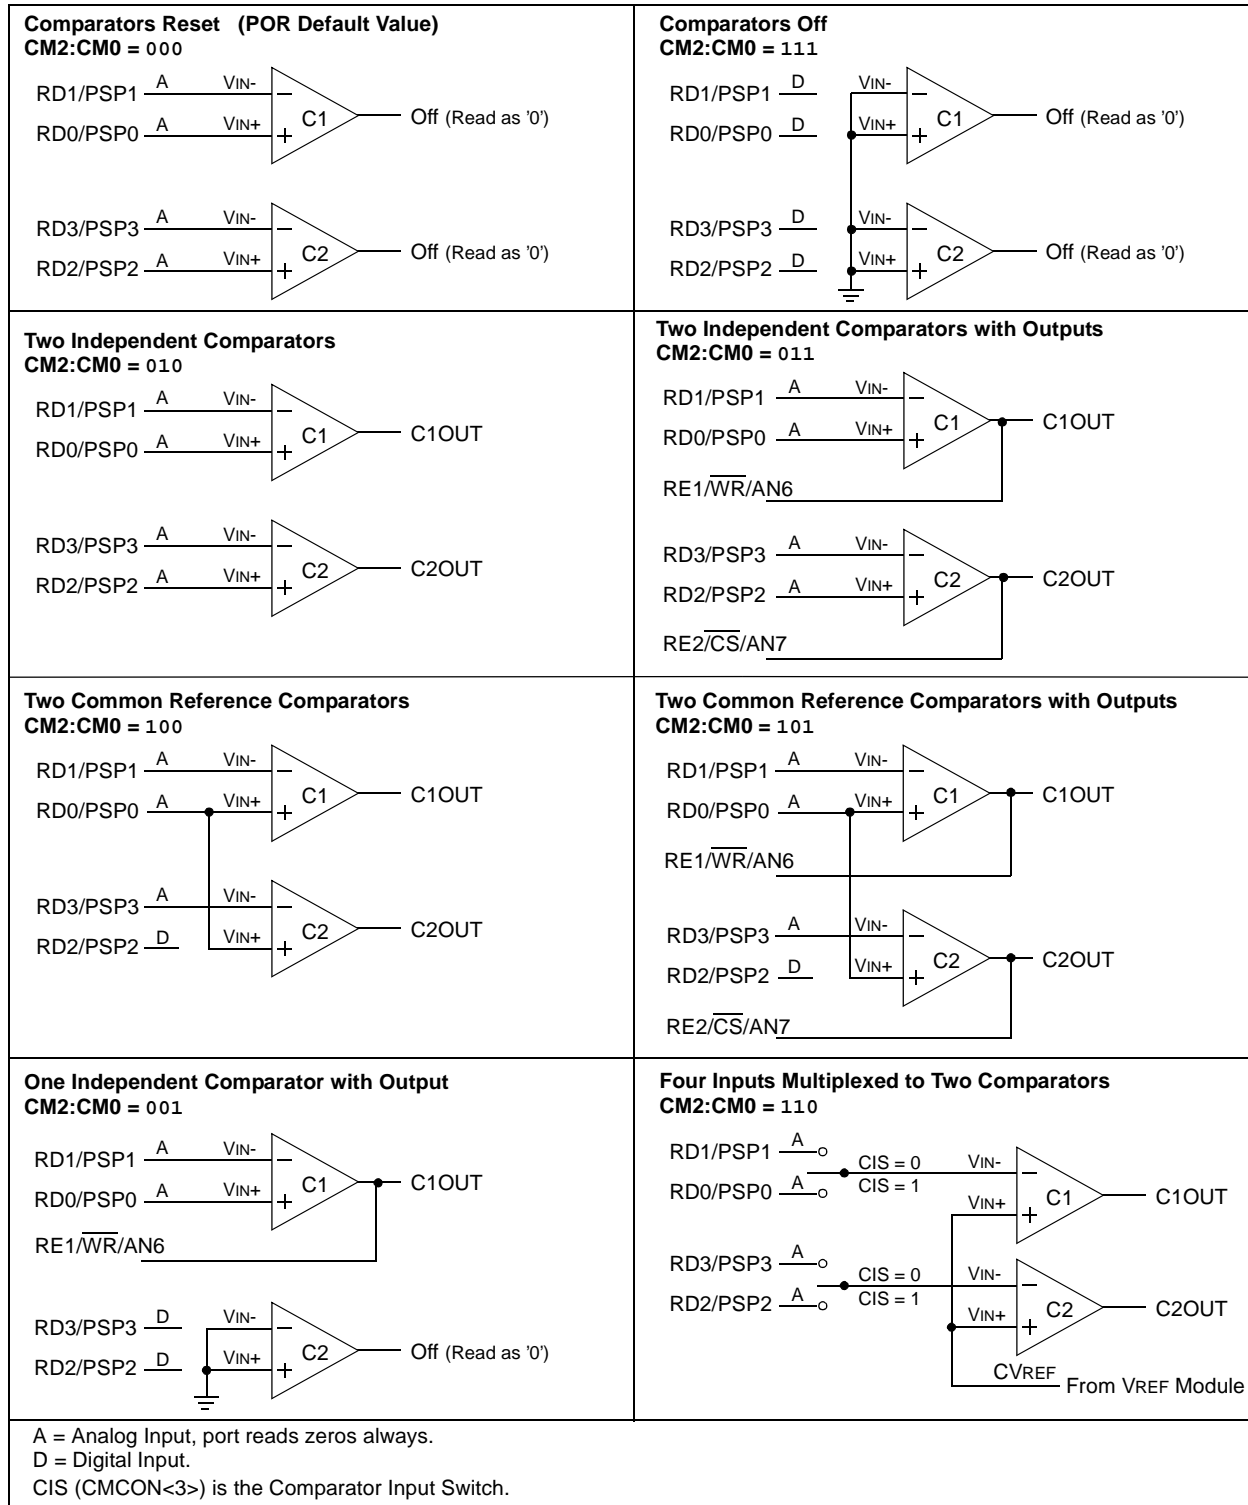 Comparators Reset (POR Default Value)
CM2:CM0 = 000
RD1/PSP1 A VIN-
RD0/PSP0 A VIN+
C1
Off (Read as '0')
RD3/PSP3 A VIN-
RD2/PSP2 A VIN+
C2
Off (Read as '0')
Comparators Off
CM2:CM0 = 111
RD1/PSP1 D VIN-
RD0/PSP0 D VIN+
C1
Off (Read as '0')
RD3/PSP3 D VIN-
RD2/PSP2 D VIN+
C2
Off (Read as '0')
Two Independent Comparators
CM2:CM0 = 010
RD1/PSP1 A VIN-
RD0/PSP0 A VIN+
C1
C1OUT
RD3/PSP3 A VIN-
RD2/PSP2 A VIN+
C2
C2OUT
Two Independent Comparators with Outputs
CM2:CM0 = 011
RD1/PSP1 A VIN-
RD0/PSP0 A VIN+
C1
C1OUT
RE1/WR/AN6
RD3/PSP3 A VIN-
RD2/PSP2 A VIN+
C2
C2OUT
RE2/CS/AN7
Two Common Reference Comparators
CM2:CM0 = 100
RD1/PSP1 A VIN-
RD0/PSP0 A VIN+
C1
C1OUT
RD3/PSP3 A VIN-
RD2/PSP2 D VIN+
C2
C2OUT
Two Common Reference Comparators with Outputs
CM2:CM0 = 101
RD1/PSP1 A VIN-
RD0/PSP0 A VIN+
C1
C1OUT
RE1/WR/AN6
RD3/PSP3 A VIN-
RD2/PSP2 D VIN+
C2
C2OUT
RE2/CS/AN7
One Independent Comparator with Output
CM2:CM0 = 001
RD1/PSP1 A VIN-
RD0/PSP0 A VIN+
C1
C1OUT
RE1/WR/AN6
RD3/PSP3 D VIN-
RD2/PSP2 D VIN+
C2
Off (Read as '0')
Four Inputs Multiplexed to Two Comparators
CM2:CM0 = 110
RD1/PSP1 A
CIS = 0 VIN-
RD0/PSP0 A CIS = 1
VIN+
C1
C1OUT
RD3/PSP3 A
CIS = 0 VIN-
RD2/PSP2 A CIS = 1
VIN+
C2
C2OUT
CVREF
From VREF Module
A = Analog Input, port reads zeros always.
D = Digital Input.
CIS (CMCON<3>) is the Comparator Input Switch.